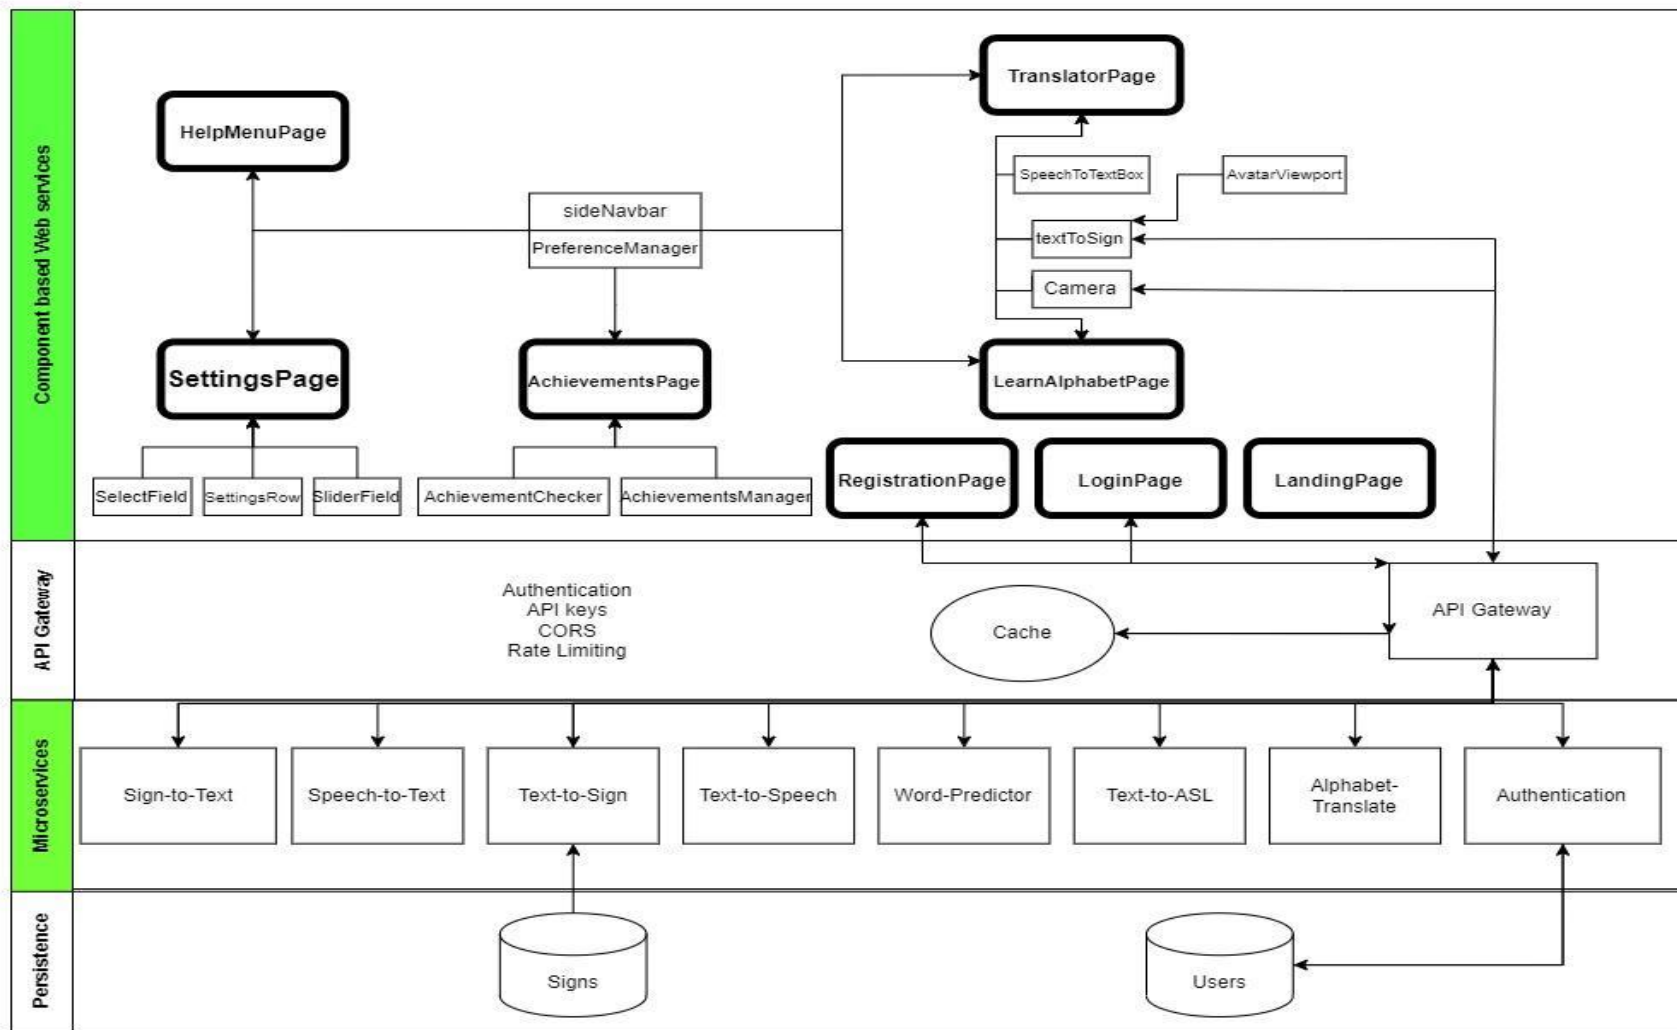 Component based Web services
HelpMenuPage
TranslatorPage
SpeechToTextBox
AvatarViewport
sideNavbar
PreferenceManager
textToSign
Camera
SettingsPage
AchievementsPage
LearnAlphabetPage
SelectField
SettingsRow
SliderField
AchievementChecker
AchievementsManager
RegistrationPage
LoginPage
LandingPage
API Gateway
Authentication
API keys
CORS
Rate Limiting
Cache
API Gateway
Microservices
Sign-to-Text
Speech-to-Text
Text-to-Sign
Text-to-Speech
Word-Predictor
Text-to-ASL
Alphabet-
Translate
Authentication
Persistence
Signs
Users